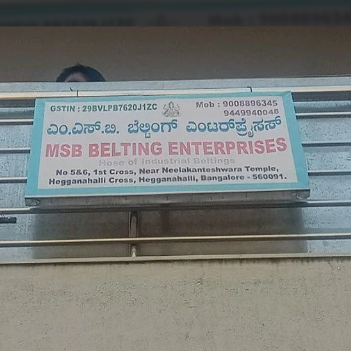 GSTIN : 29BVLPB7620J1ZC Mob : 9008896345
9449940048
ಎಂ.ಎಸ್.ಬಿ. ಬೆಲ್ಟಿಂಗ್ ಎಂಟರ್‌ಪ್ರೈಸಸ್
MSB BELTING ENTERPRISES
Hose of Industrial Beltings
No 5&6, 1st Cross, Near Neelakanteshwara Temple,
Hegganahalli Cross, Hegganahalli, Bangalore - 560091.